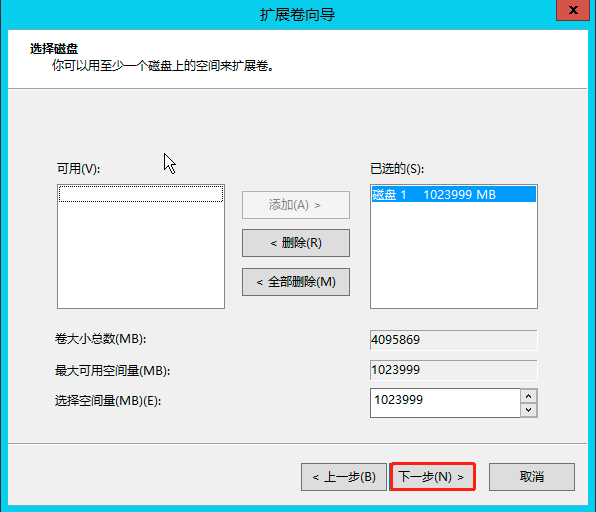 扩展卷向导
x
选择磁盘
你可以用至少一个磁盘上的空间来扩展卷。
可用(V):
已选的(S):
磁盘 1 1023999 MB
添加(A) >
< 删除(R)
< 全部删除(M)
卷大小总数(MB): 4095869
最大可用空间量(MB): 1023999
选择空间量(MB)(E): 1023999
< 上一步(B) 下一步(N) > 取消